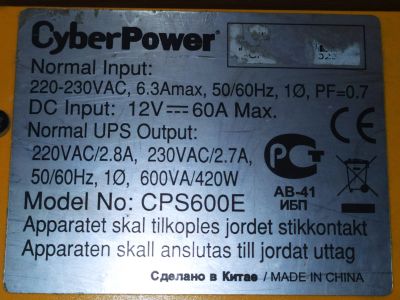 CyberPower
Normal Input:
220-230VAC, 6.3Amax, 50/60Hz, 1Ø, PF=0.7
DC Input: 12V⎓60A Max.
Normal UPS Output:
220VAC/2.8A, 230VAC/2.7A,
50/60Hz, 1Ø, 600VA/420W
АВ-41
ИБП
Model No: CPS600E
Apparatet skal tilkoples jordet stikkontakt
Apparaten skall anslutas till jordat uttag
Сделано в Китае / MADE IN CHINA
CE